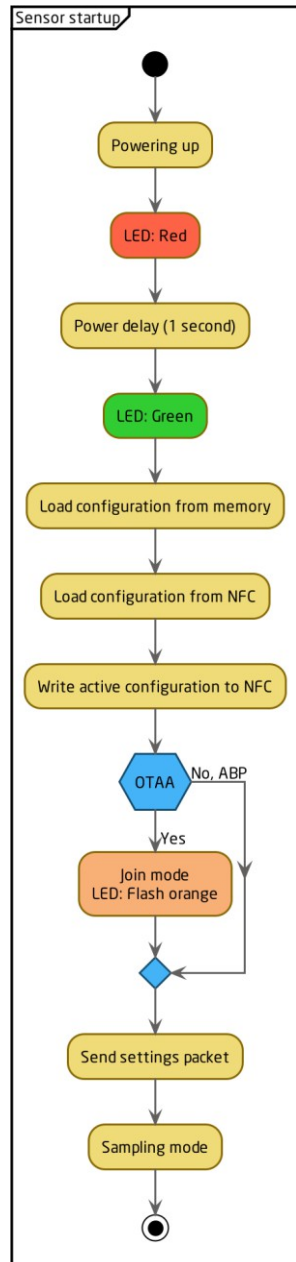 Sensor startup
Powering up
LED: Red
Power delay (1 second)
LED: Green
Load configuration from memory
Load configuration from NFC
Write active configuration to NFC
OTAA
No, ABP
Yes
Join mode
LED: Flash orange
Send settings packet
Sampling mode